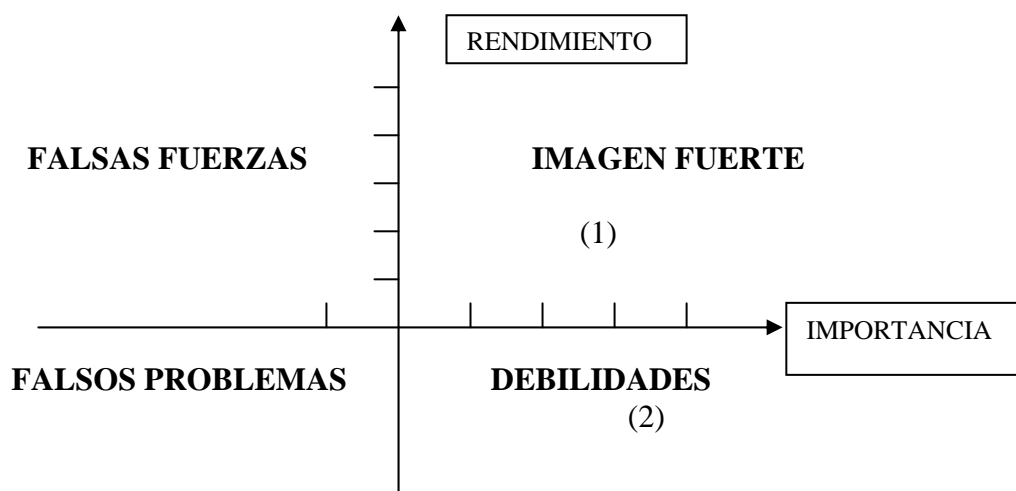 RENDIMIENTO
FALSAS FUERZAS
IMAGEN FUERTE
(1)
IMPORTANCIA
FALSOS PROBLEMAS
DEBILIDADES
(2)